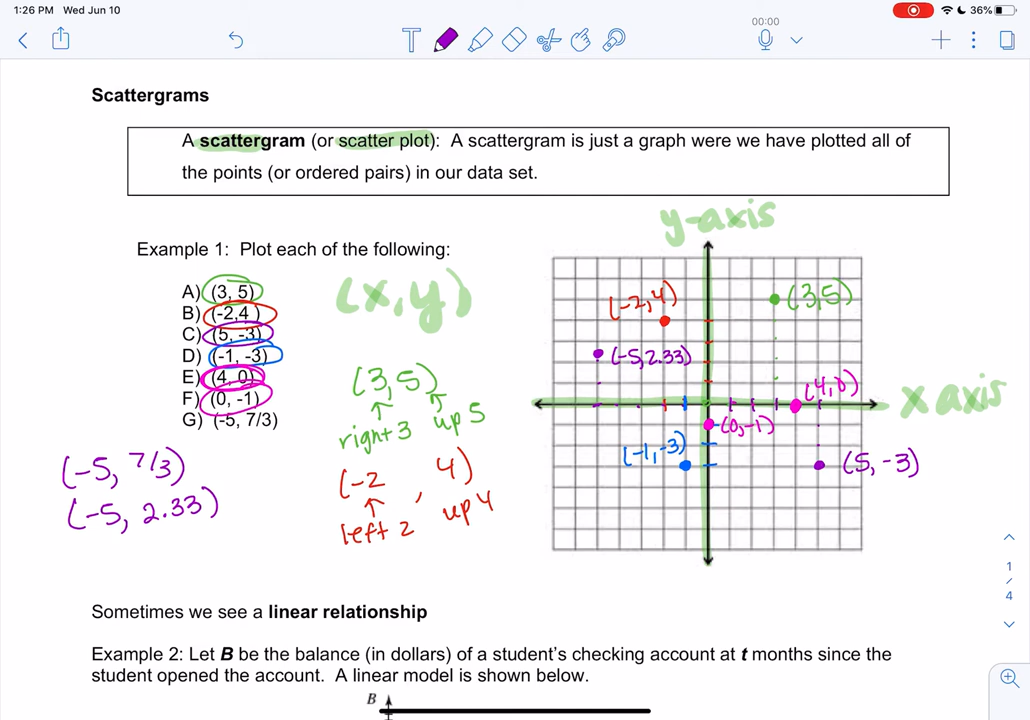 1:26 PM Wed Jun 10
36%
00:00
T
Scattergrams
A scattergram (or scatter plot): A scattergram is just a graph were we have plotted all of
the points (or ordered pairs) in our data set.
y-axis
Example 1: Plot each of the following:
A) (3, 5)
B) (-2,4 )
C) (5, -3)
D) (-1, -3)
E) (4, 0)
F) (0, -1)
G) (-5, 7/3)
(x,y)
(3,5)
right 3 up 5
(-2 , 4)
left 2 up 4
(-5, 7/3)
(-5, 2.33)
(-2,4)
(3,5)
(-5,2.33)
(4,0)
x axis
(0,-1)
(-1,-3)
(5,-3)
1
/
4
Sometimes we see a linear relationship
Example 2: Let B be the balance (in dollars) of a student's checking account at t months since the
student opened the account. A linear model is shown below.
B